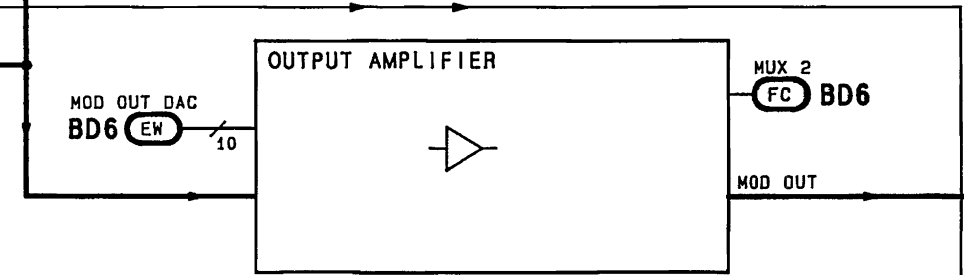 OUTPUT AMPLIFIER
MUX 2
FC BD6
MOD OUT DAC
BD6 EW
10
MOD OUT